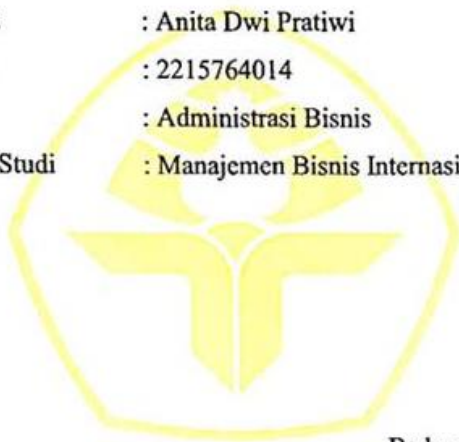 : Anita Dwi Pratiwi
: 2215764014
: Administrasi Bisnis
Studi : Manajemen Bisnis Internasi